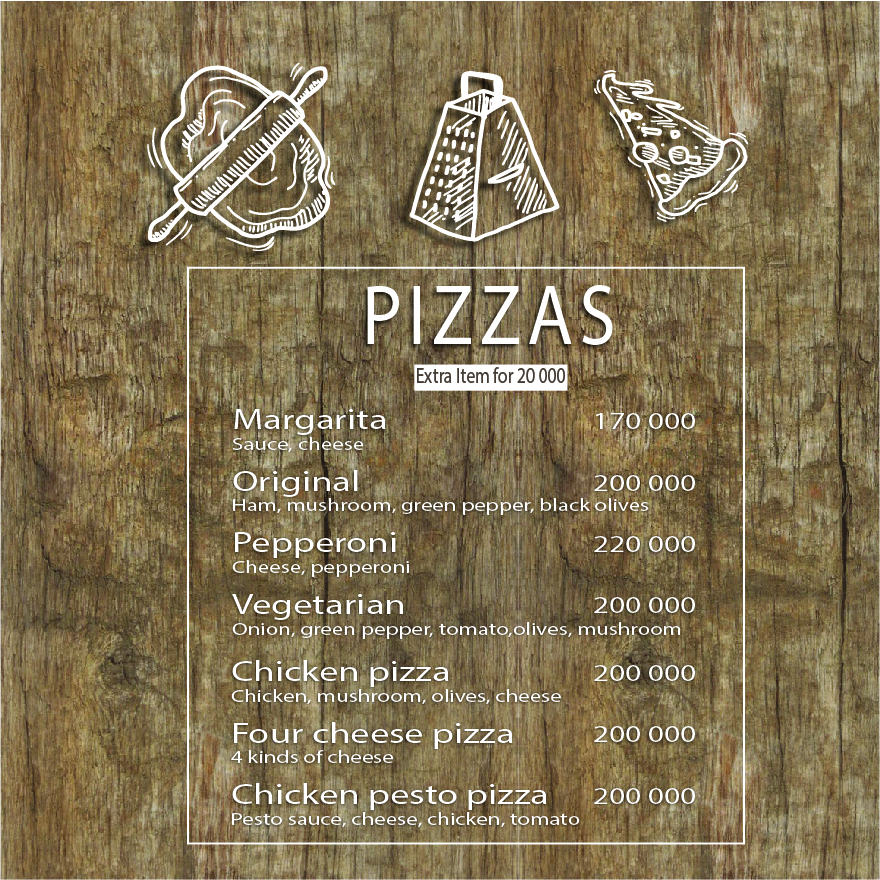 PIZZAS
Extra Item for 20 000
Margarita 170 000
Sauce, cheese
Original 200 000
Ham, mushroom, green pepper, black olives
Pepperoni 220 000
Cheese, pepperoni
Vegetarian 200 000
Onion, green pepper, tomato,olives, mushroom
Chicken pizza 200 000
Chicken, mushroom, olives, cheese
Four cheese pizza 200 000
4 kinds of cheese
Chicken pesto pizza 200 000
Pesto sauce, cheese, chicken, tomato